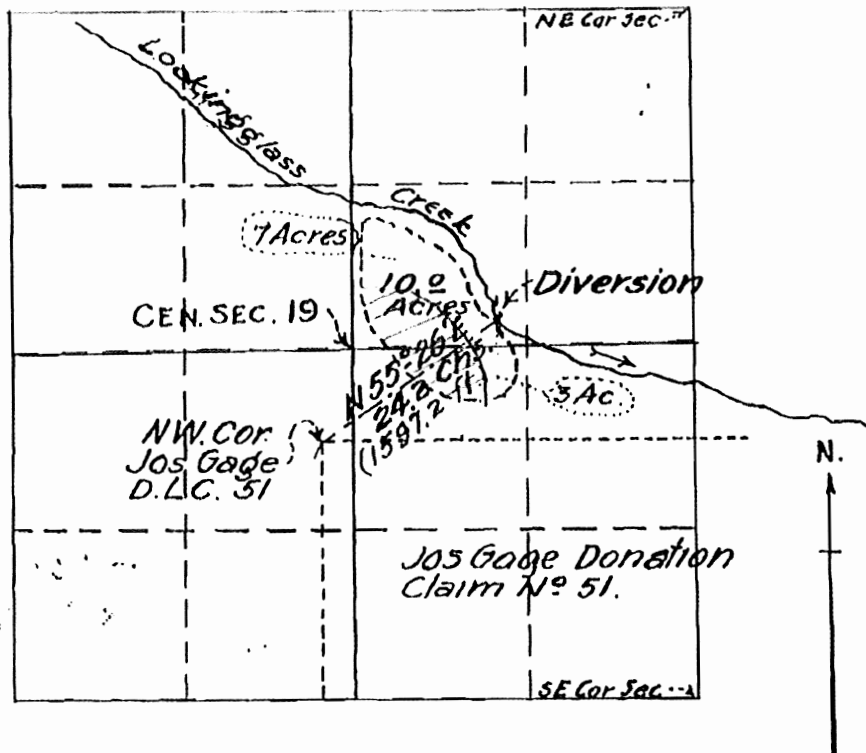 NE Cor Sec.
Lookingglass
Creek
7 Acres
10.0
Acres
Diversion
CEN. SEC. 19
N 55°-26'
24.2 Chs
(1597.2
3 Ac.
NW. Cor.
Jos Gage
D.L.C. 51
N.
Jos Gage Donation
Claim Nº 51.
SE Cor Sec.